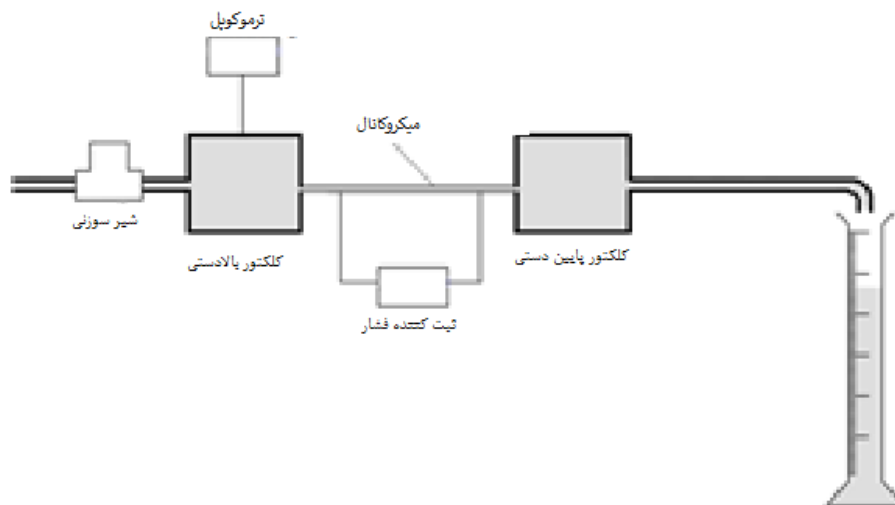 ترموکوپل
میکروکانال
شیر سوزنی
کلکتور بالادستی
کلکتور پایین دستی
ثبت کننده فشار